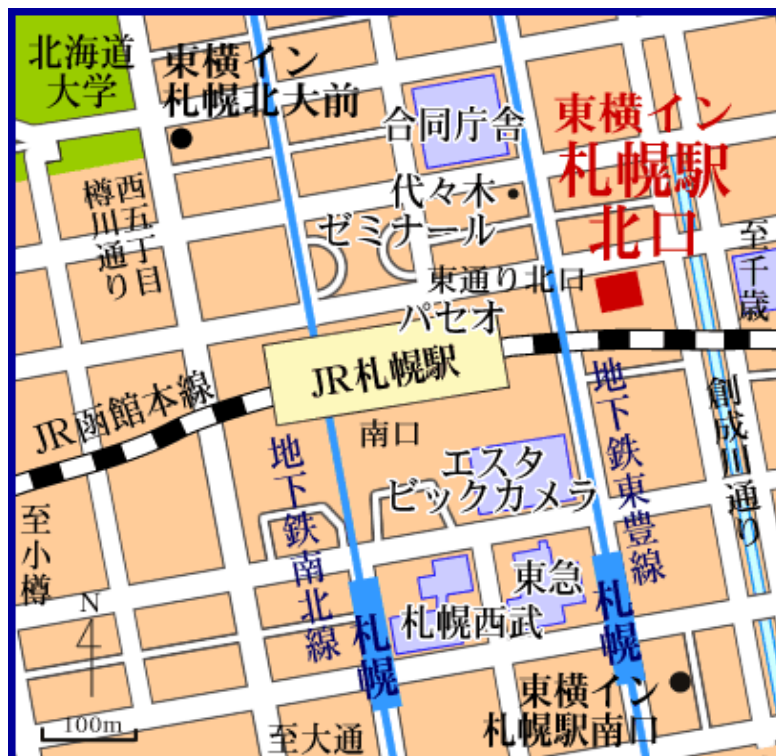 北海道
大学
東横イン
札幌北大前
合同庁舎
東横イン
札幌駅
北口
代々木
ゼミナール
西五丁目
樽川通り
至千歳
東通り北口
パセオ
JR札幌駅
JR函館本線
南口
地下鉄南北線
エスタ
ビックカメラ
地下鉄東豊線
創成川通り
至小樽
N
東急
札幌西武
札幌
札幌
東横イン
札幌駅南口
100m
至大通